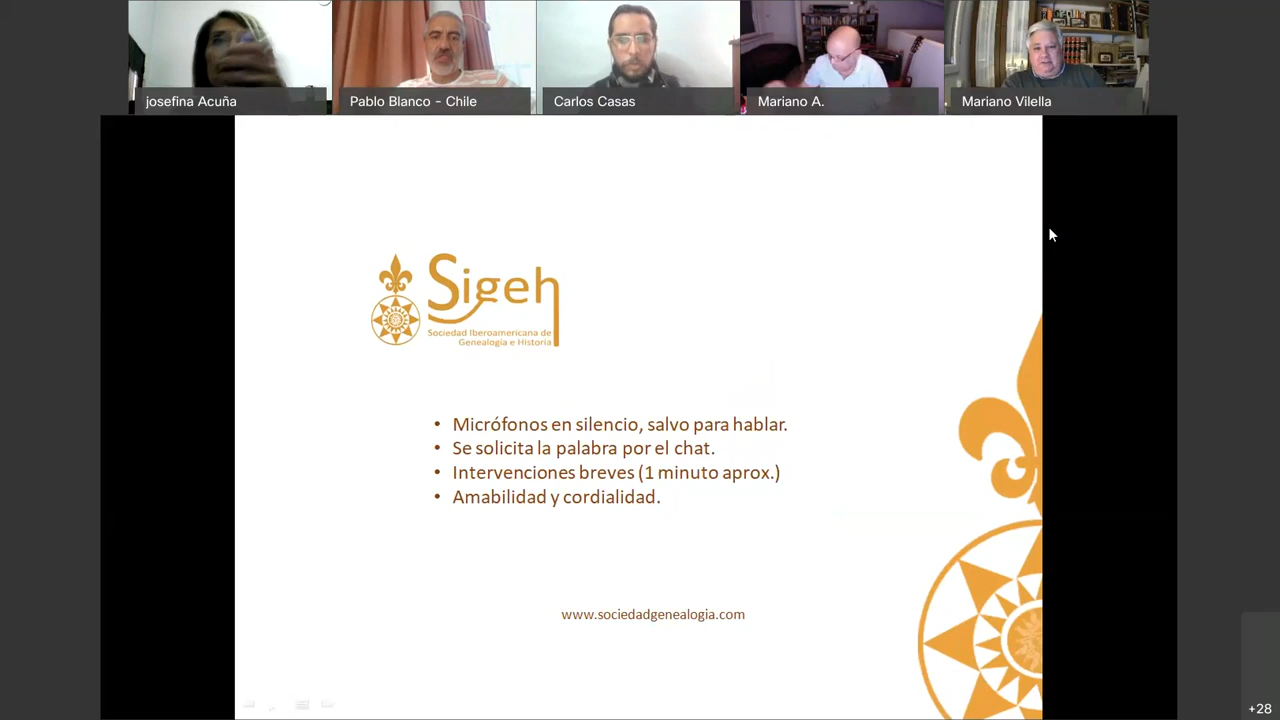 josefina Acuña
Pablo Blanco - Chile
Carlos Casas
Mariano A.
Mariano Vilella
Sigeh
Sociedad Iberoamericana de
Genealogía e Historia
• Micrófonos en silencio, salvo para hablar.
• Se solicita la palabra por el chat.
• Intervenciones breves (1 minuto aprox.)
• Amabilidad y cordialidad.
www.sociedadgenealogia.com
+28